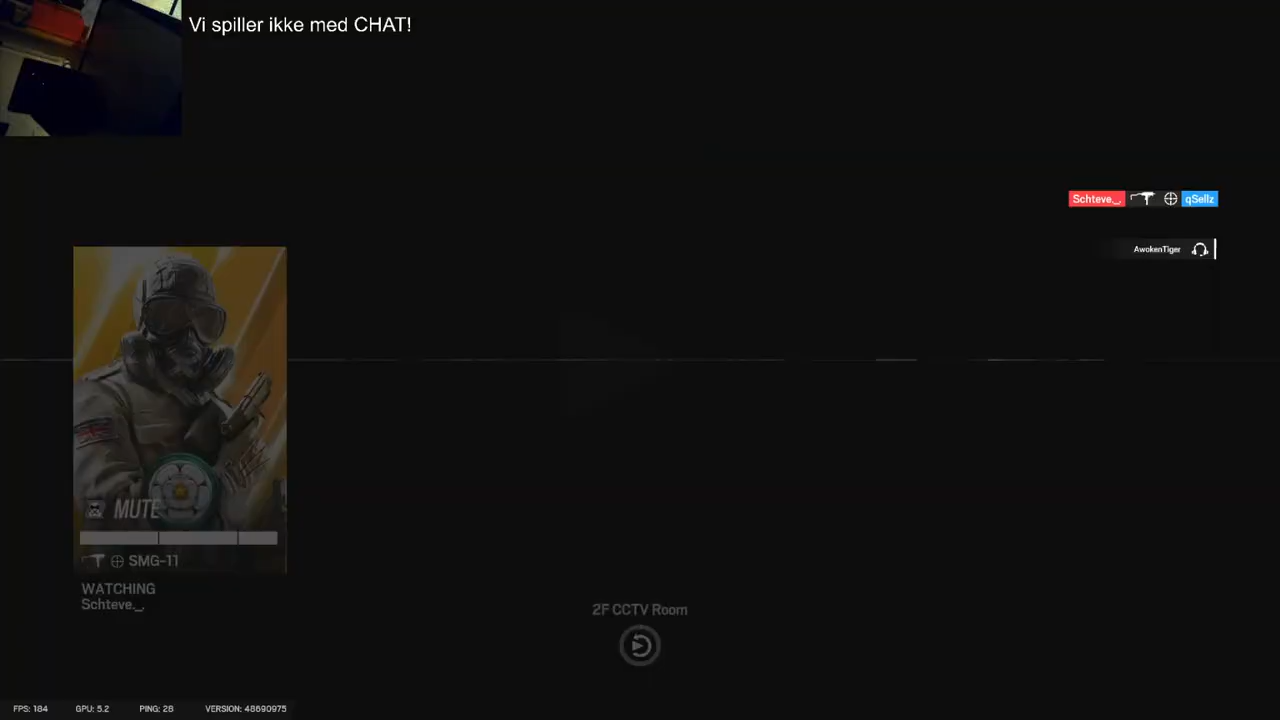 Vi spiller ikke med CHAT!
Schteve._. qSellz
AwokenTiger
MUTE
SMG-11
WATCHING
Schteve._.
2F CCTV Room
FPS: 184 GPU: 5.2 PING: 28 VERSION: 48690975